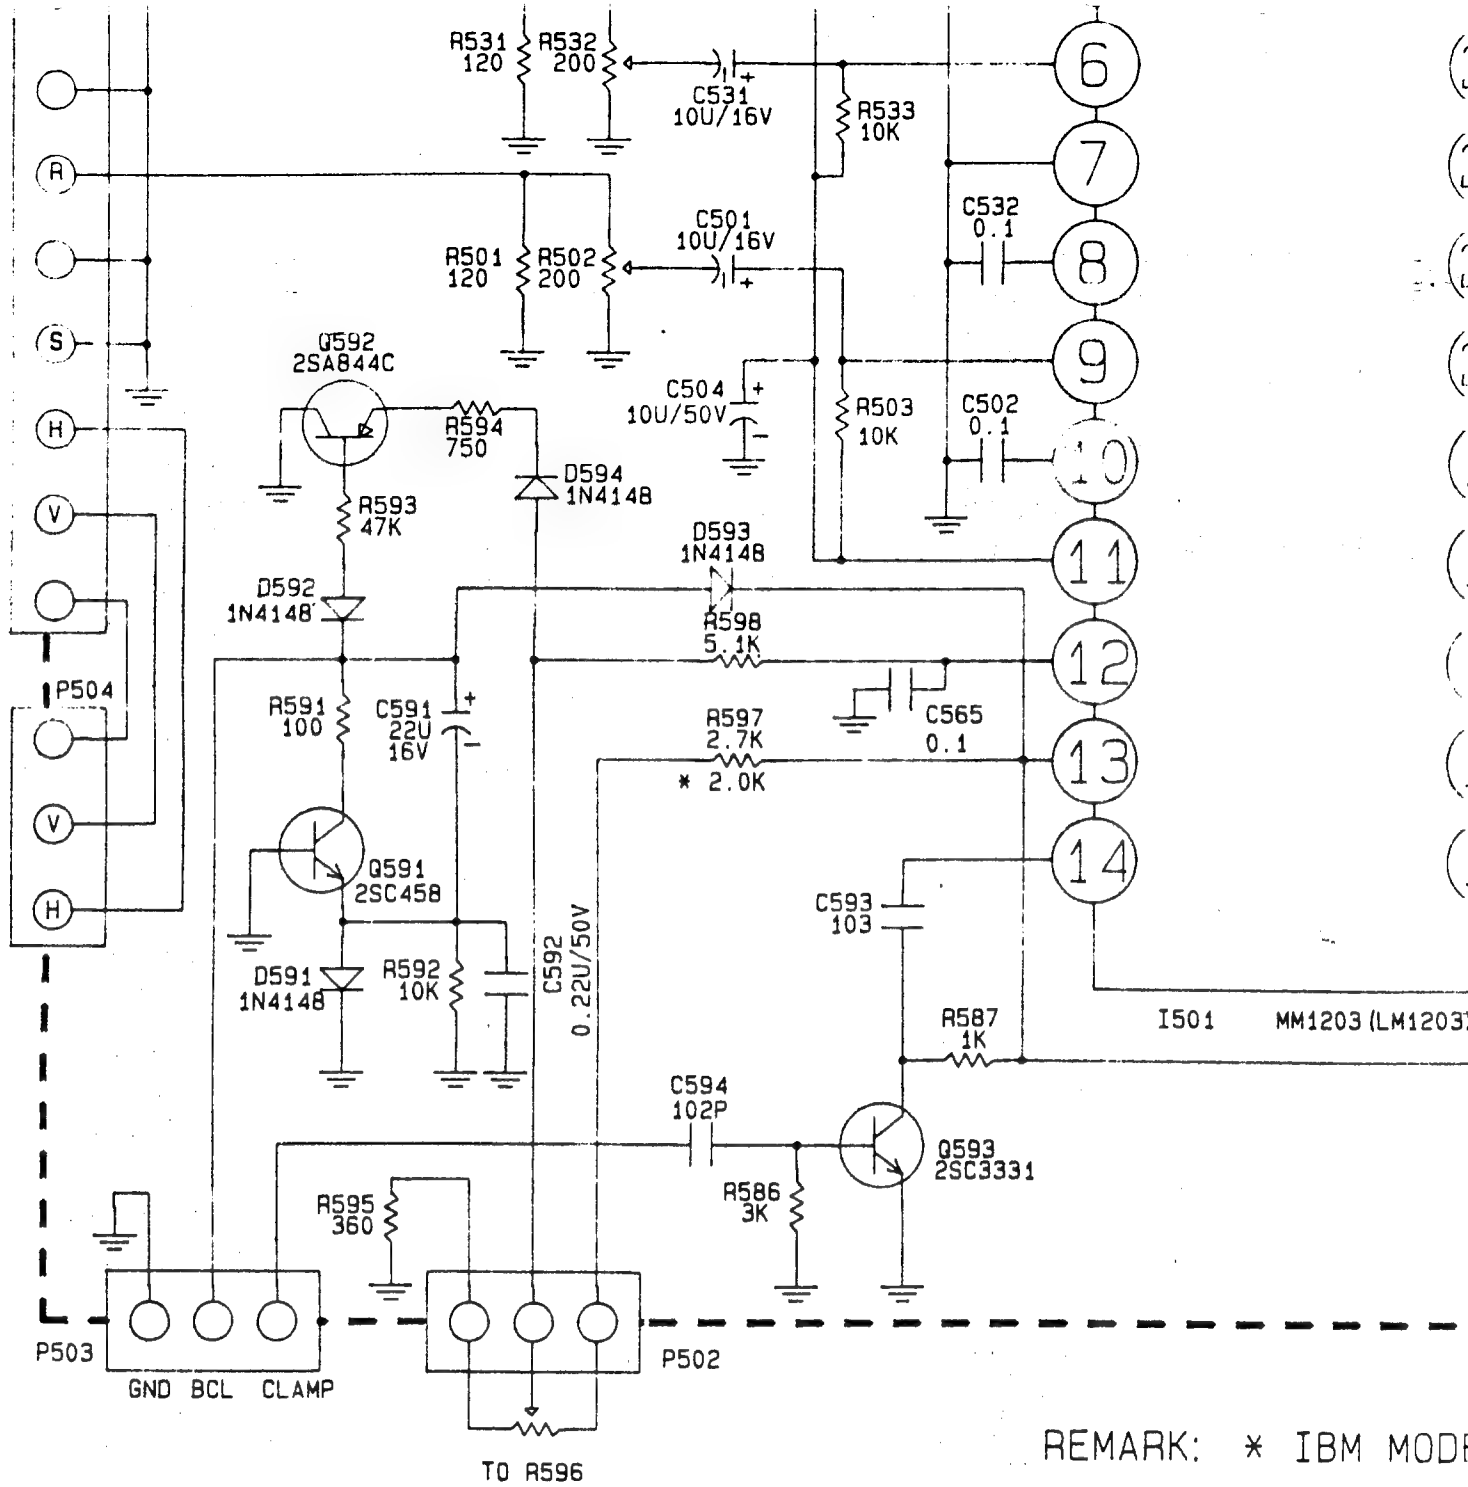 R531
120
R532
200
C531
10U/16V
R533
10K
6
7
R
C532
0.1
8
C501
10U/16V
R501
120
R502
200
S
Q592
2SA844C
9
C504
10U/50V
R503
10K
C502
0.1
10
H
R594
750
D594
1N4148
R593
47K
V
D593
1N4148
11
D592
1N4148
R598
5.1K
12
P504
R591
100
C591
22U
16V
C565
0.1
R597
2.7K
* 2.0K
13
V
14
Q591
2SC458
H
C593
103
C592
0.22U/50V
D591
1N4148
R592
10K
I501
MM1203(LM1203)
R587
1K
C594
102P
Q593
2SC3331
R595
360
R586
3K
P503
GND BCL CLAMP
P502
TO R596
REMARK: * IBM MODE